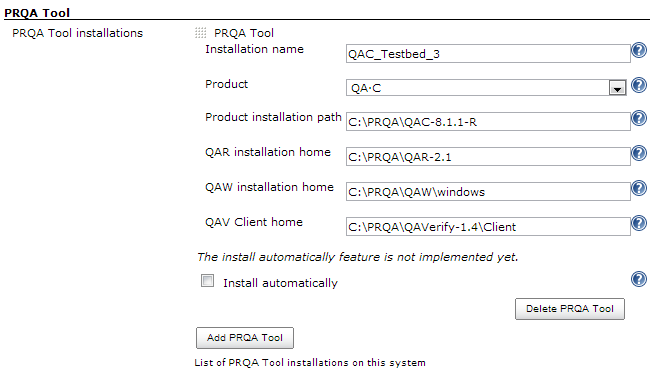 PRQA Tool
PRQA Tool installations
PRQA Tool
Installation name QAC_Testbed_3
Product QA·C
Product installation path C:\PRQA\QAC-8.1.1-R
QAR installation home C:\PRQA\QAR-2.1
QAW installation home C:\PRQA\QAW\windows
QAV Client home C:\PRQA\QAVerify-1.4\Client
The install automatically feature is not implemented yet.
Install automatically
Delete PRQA Tool
Add PRQA Tool
List of PRQA Tool installations on this system